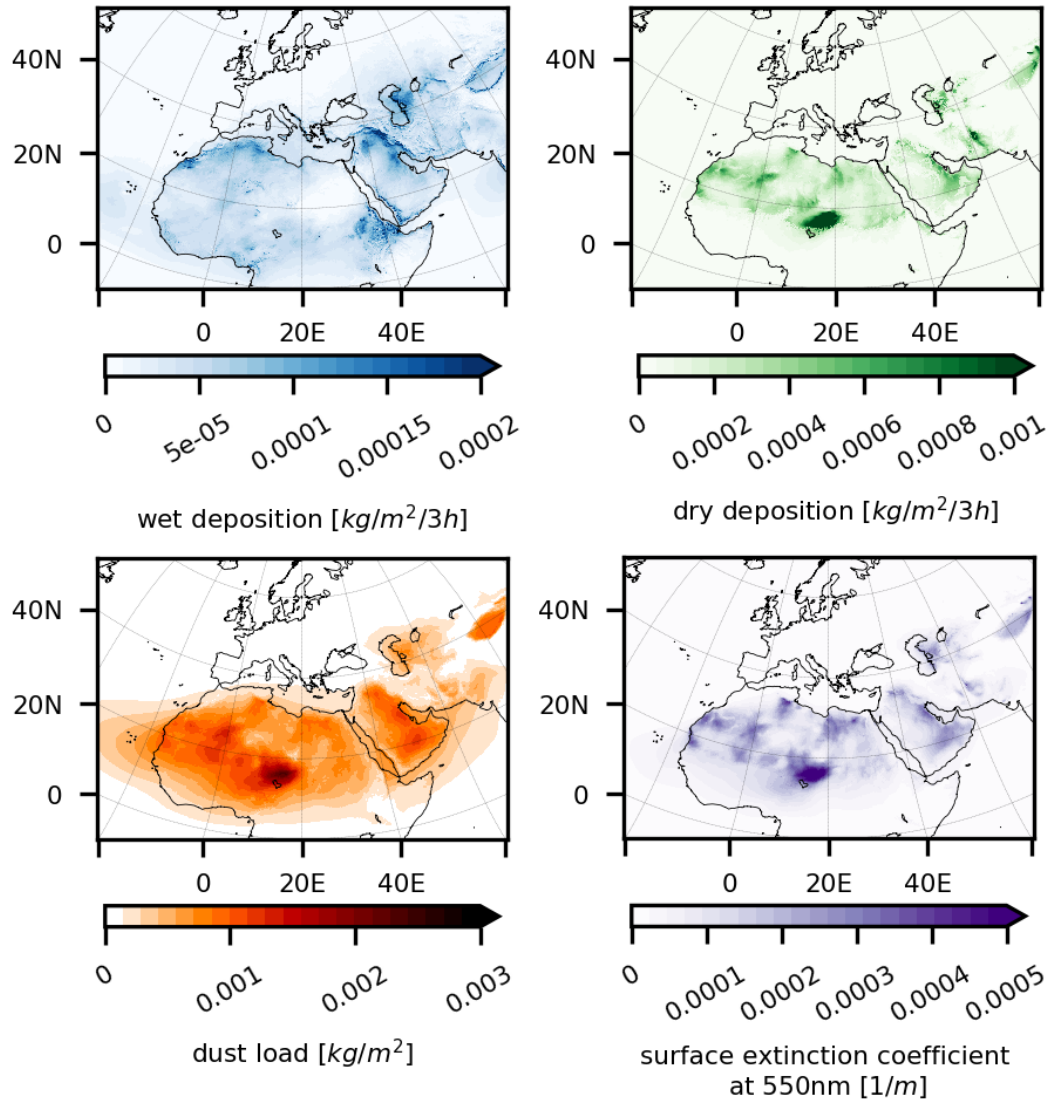 40N
20N
0
0 20E 40E
0 5e-05 0.0001 0.00015 0.0002
wet deposition [kg/m²/3h]
40N
20N
0
0 20E 40E
0 0.0002 0.0004 0.0006 0.0008 0.001
dry deposition [kg/m²/3h]
40N
20N
0
0 20E 40E
0 0.001 0.002 0.003
dust load [kg/m²]
40N
20N
0
0 20E 40E
0 0.0001 0.0002 0.0003 0.0004 0.0005
surface extinction coefficient
at 550nm [1/m]